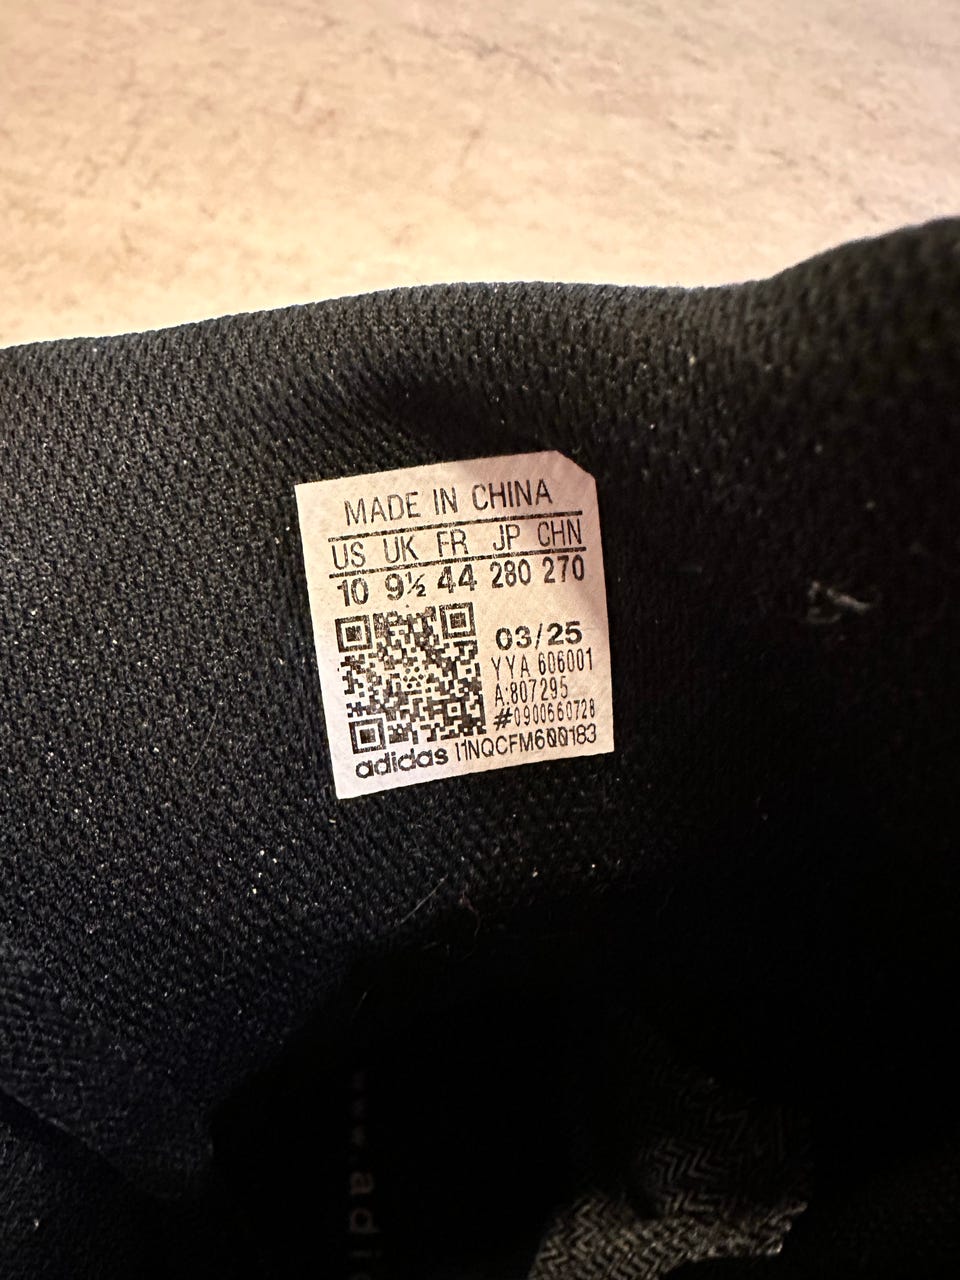 MADE IN CHINA
US UK FR JP CHN
10 9½ 44 280 270
03/25
YYA 606001
A:807295
#0900660728
adidas I1NQCFM600183